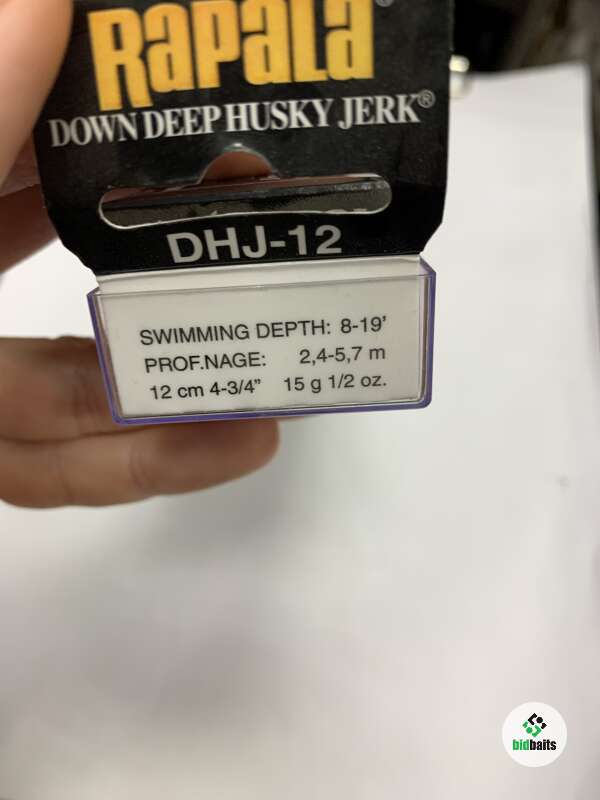 Rapala
DOWN DEEP HUSKY JERK®
DHJ-12
SWIMMING DEPTH: 8-19'
PROF.NAGE: 2,4-5,7 m
12 cm 4-3/4" 15 g 1/2 oz.
bidbaits